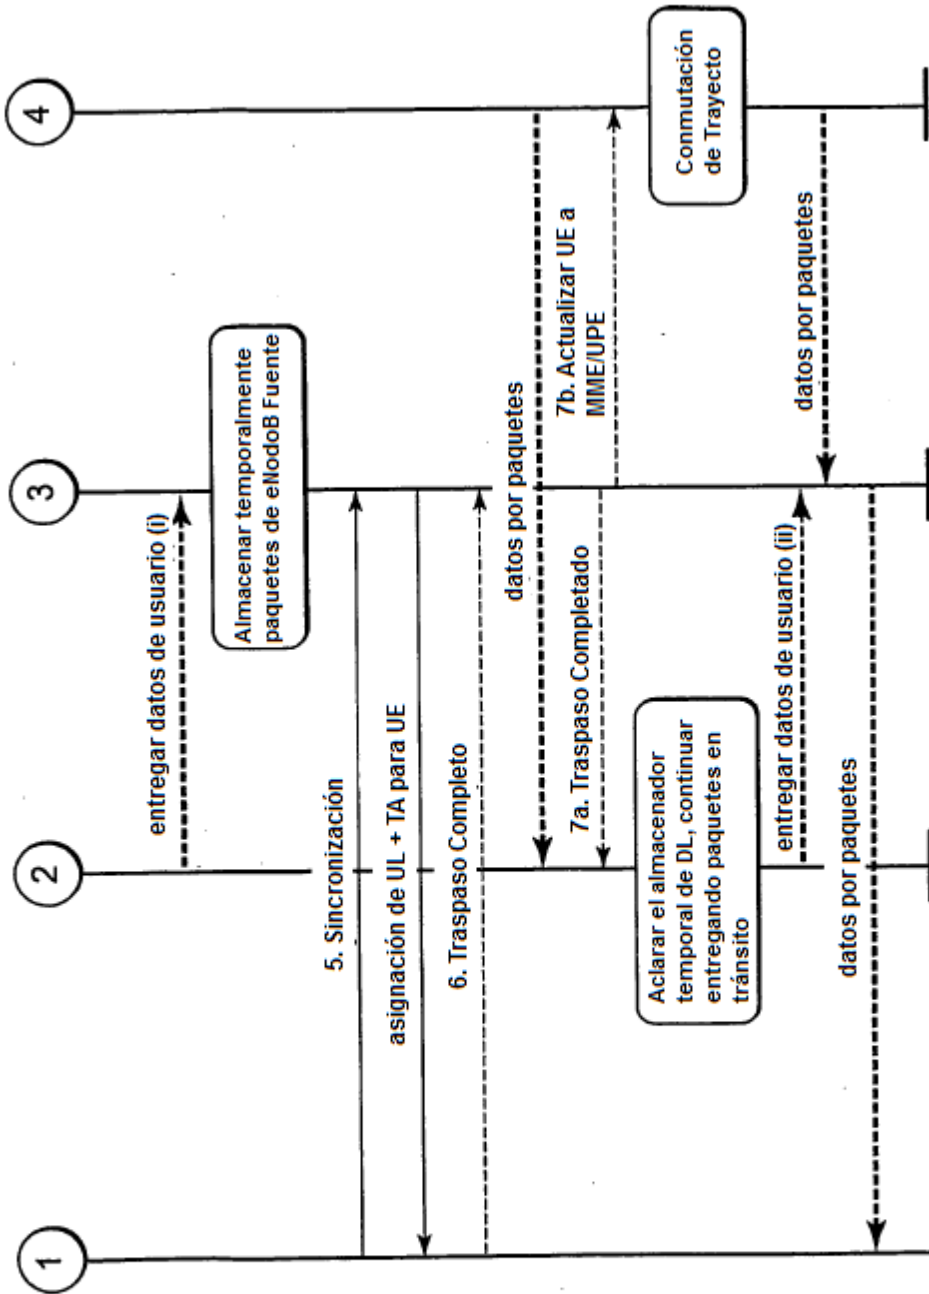 1
2
3
4
entregar datos de usuario (i)
Almacenar temporalmente
paquetes de eNodoB Fuente
5. Sincronización
asignación de UL + TA para UE
6. Traspaso Completo
datos por paquetes
7a. Traspaso Completado
7b. Actualizar UE a
MME/UPE
Aclarar el almacenador
temporal de DL, continuar
entregando paquetes en
tránsito
Conmutación
de Trayecto
entregar datos de usuario (ii)
datos por paquetes
datos por paquetes